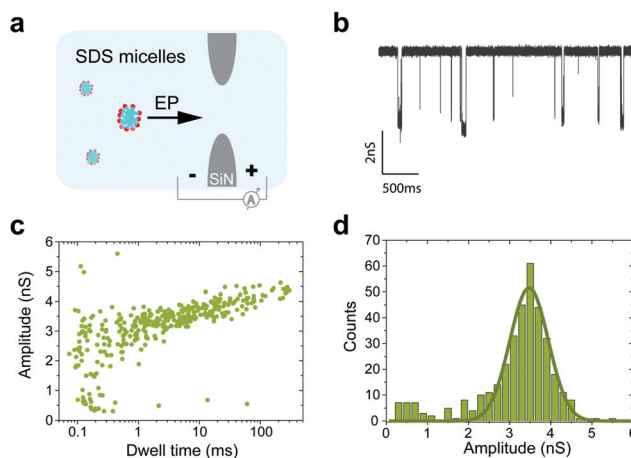 a
SDS micelles
EP
- +
SiN
A
b
2nS
500ms
c
6
5
4
3
2
1
0
Amplitude (nS)
0.1 1 10 100
Dwell time (ms)
d
70
60
50
40
30
20
10
0
Counts
0 1 2 3 4 5 6
Amplitude (nS)